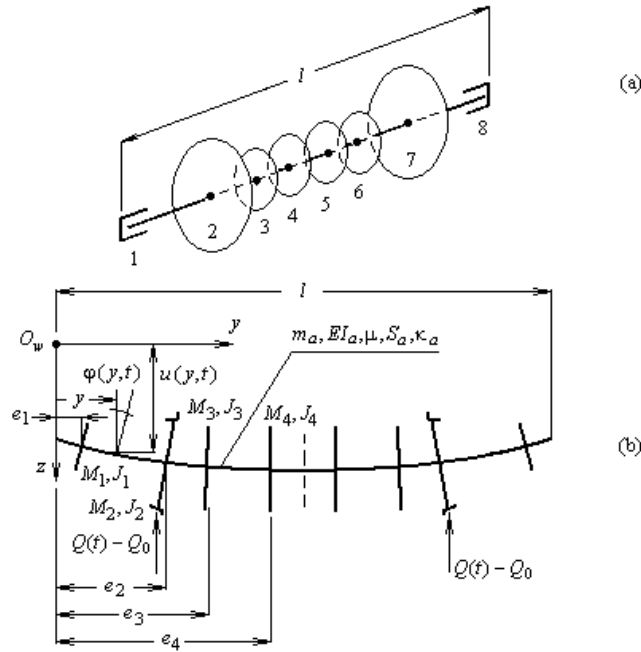 l
(a)
8
7
6
5
4
3
2
1
l
O_w
y
m_a, EI_a, μ, S_a, κ_a
φ(y,t)
u(y,t)
y
e_1
M_3, J_3
M_4, J_4
z
M_1, J_1
(b)
M_2, J_2
Q(t) – Q_0
Q(t) – Q_0
e_2
e_3
e_4